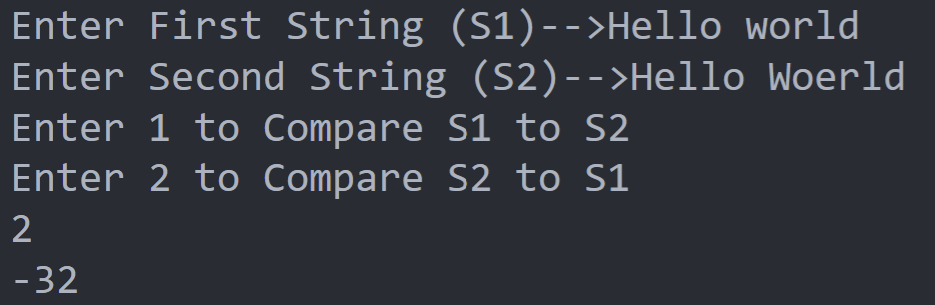 Enter First String (S1)-->Hello world
Enter Second String (S2)-->Hello Woerld
Enter 1 to Compare S1 to S2
Enter 2 to Compare S2 to S1
2
-32